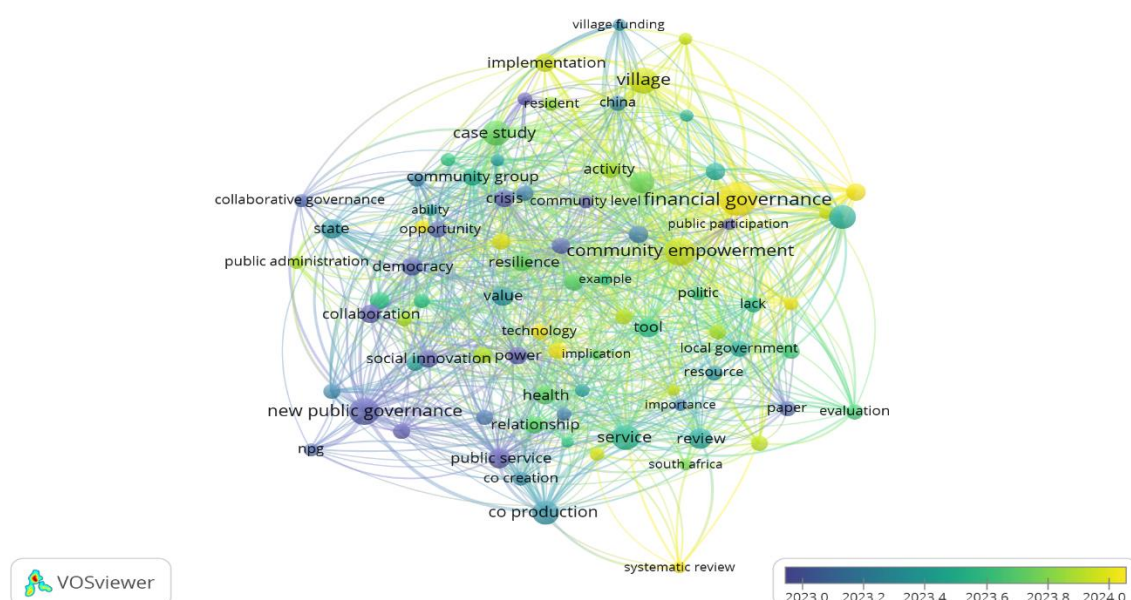 village funding
implementation
village
resident
china
case study
activity
community group
financial governance
collaborative governance
crisis
community level
ability
state
opportunity
public participation
public administration
democracy
resilience
community empowerment
example
value
politic
lack
collaboration
technology
tool
social innovation
power
implication
local government
resource
health
new public governance
importance
paper
evaluation
relationship
service
review
npg
public service
south africa
co creation
co production
systematic review
VOSviewer
2023.0 2023.2 2023.4 2023.6 2023.8 2024.0